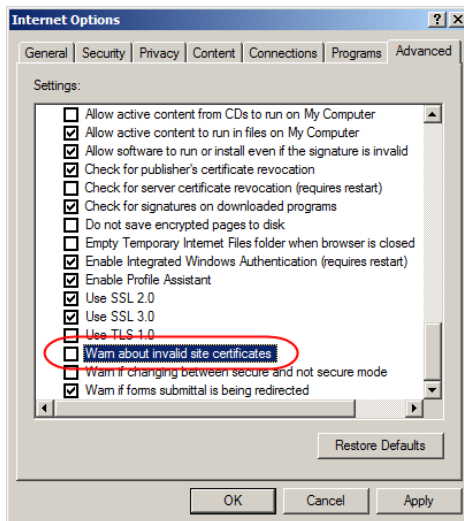 Internet Options
General Security Privacy Content Connections Programs Advanced
Settings:
Allow active content from CDs to run on My Computer
Allow active content to run in files on My Computer
Allow software to run or install even if the signature is invalid
Check for publisher's certificate revocation
Check for server certificate revocation (requires restart)
Check for signatures on downloaded programs
Do not save encrypted pages to disk
Empty Temporary Internet Files folder when browser is closed
Enable Integrated Windows Authentication (requires restart)
Enable Profile Assistant
Use SSL 2.0
Use SSL 3.0
Use TLS 1.0
Warn about invalid site certificates
Warn if changing between secure and not secure mode
Warn if forms submittal is being redirected
Restore Defaults
OK Cancel Apply